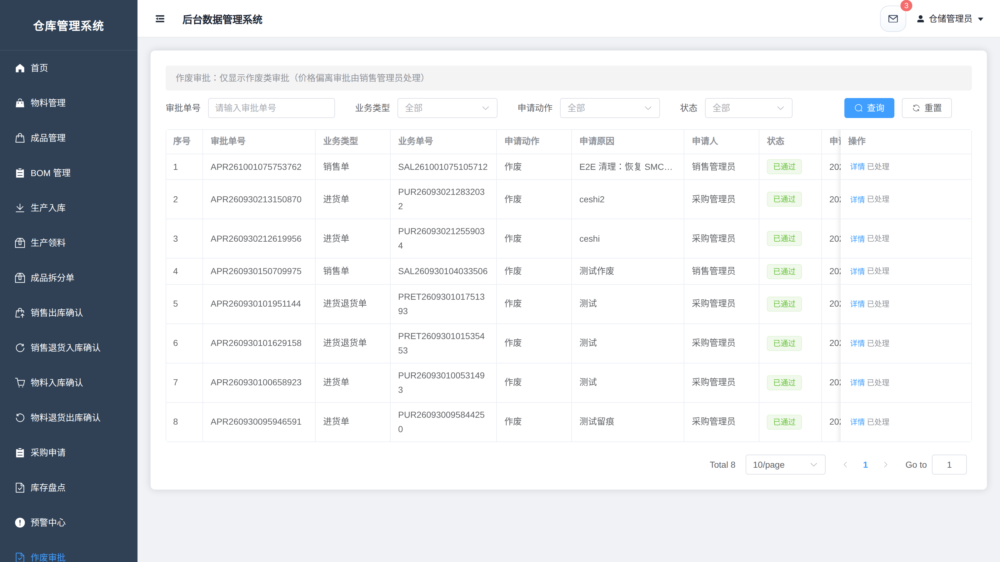 仓库管理系统
首页
物料管理
成品管理
BOM 管理
生产入库
生产领料
成品拆分单
销售出库确认
销售退货入库确认
物料入库确认
物料退货出库确认
采购申请
库存盘点
预警中心
作废审批
后台数据管理系统
3
仓储管理员
作废审批：仅显示作废类审批（价格偏离审批由销售管理员处理）
审批单号 请输入审批单号 业务类型 全部 申请动作 全部 状态 全部 查询 重置
序号 审批单号 业务类型 业务单号 申请动作 申请原因 申请人 状态 申 操作
1 APR261001075753762 销售单 SAL261001075105712 作废 E2E 清理：恢复 SMC… 销售管理员 已通过 202 详情 已处理
2 APR260930213150870 进货单 PUR26093021283203
2 作废 ceshi2 采购管理员 已通过 202 详情 已处理
3 APR260930212619956 进货单 PUR26093021255903
4 作废 ceshi 采购管理员 已通过 202 详情 已处理
4 APR260930150709975 销售单 SAL260930104033506 作废 测试作废 销售管理员 已通过 202 详情 已处理
5 APR260930101951144 进货退货单 PRET2609301017513
93 作废 测试 采购管理员 已通过 202 详情 已处理
6 APR260930101629158 进货退货单 PRET2609301015354
53 作废 测试 采购管理员 已通过 202 详情 已处理
7 APR260930100658923 进货单 PUR26093010053149
3 作废 测试 采购管理员 已通过 202 详情 已处理
8 APR260930095946591 进货单 PUR26093009584425
0 作废 测试留痕 采购管理员 已通过 202 详情 已处理
Total 8 10/page 1 Go to 1